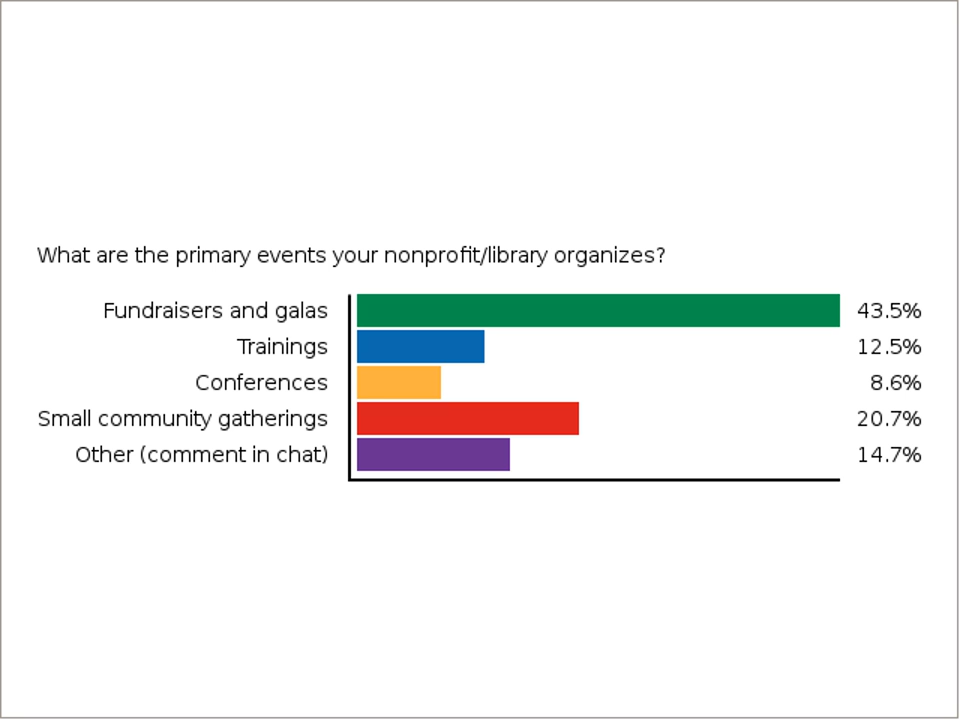 What are the primary events your nonprofit/library organizes?
Fundraisers and galas 43.5%
Trainings 12.5%
Conferences 8.6%
Small community gatherings 20.7%
Other (comment in chat) 14.7%